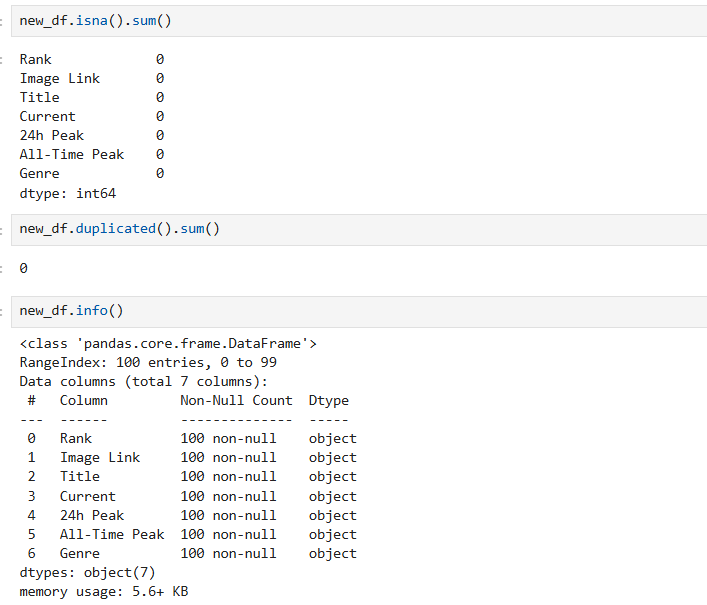 new_df.isna().sum()
Rank             0
Image Link       0
Title            0
Current          0
24h Peak         0
All-Time Peak    0
Genre            0
dtype: int64
new_df.duplicated().sum()
0
new_df.info()
<class 'pandas.core.frame.DataFrame'>
RangeIndex: 100 entries, 0 to 99
Data columns (total 7 columns):
 #   Column         Non-Null Count  Dtype
---  ------         --------------  -----
 0   Rank           100 non-null    object
 1   Image Link     100 non-null    object
 2   Title          100 non-null    object
 3   Current        100 non-null    object
 4   24h Peak       100 non-null    object
 5   All-Time Peak  100 non-null    object
 6   Genre          100 non-null    object
dtypes: object(7)
memory usage: 5.6+ KB